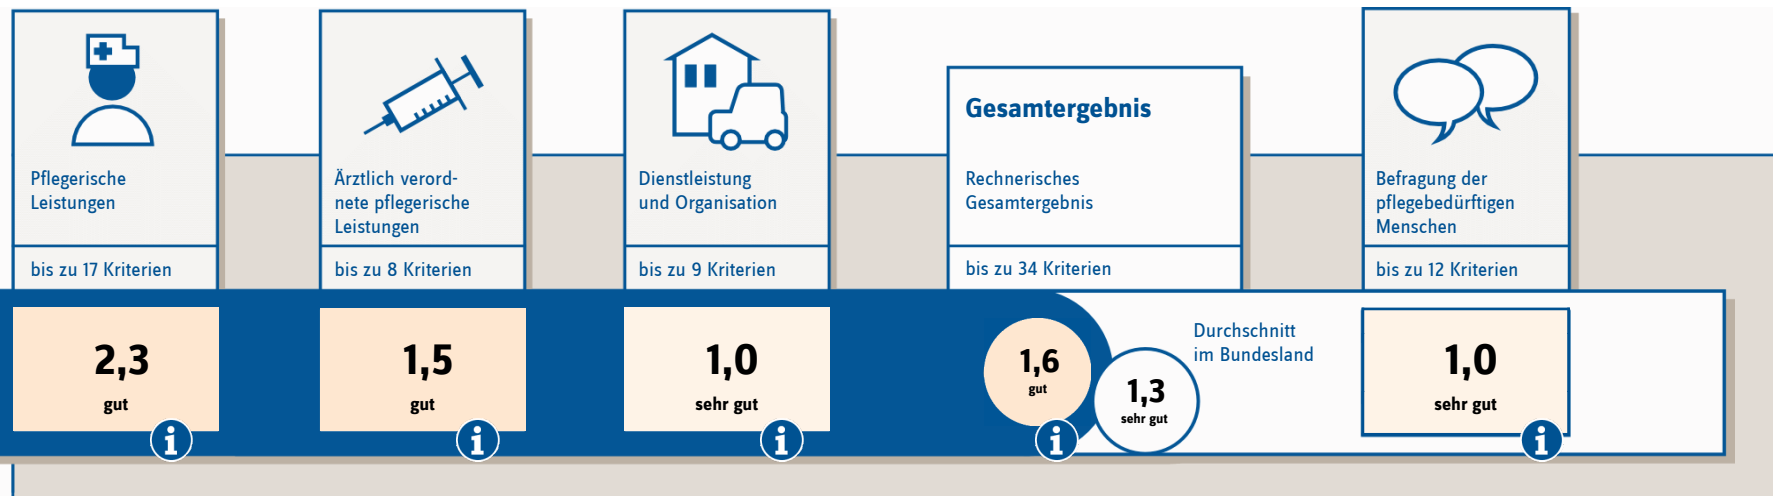 Pflegerische
Leistungen
bis zu 17 Kriterien
2,3
gut
i
Ärztlich verord-
nete pflegerische
Leistungen
bis zu 8 Kriterien
1,5
gut
i
Dienstleistung
und Organisation
bis zu 9 Kriterien
1,0
sehr gut
i
Gesamtergebnis
Rechnerisches
Gesamtergebnis
bis zu 34 Kriterien
1,6
gut
i
1,3
sehr gut
Durchschnitt
im Bundesland
Befragung der
pflegebedürftigen
Menschen
bis zu 12 Kriterien
1,0
sehr gut
i